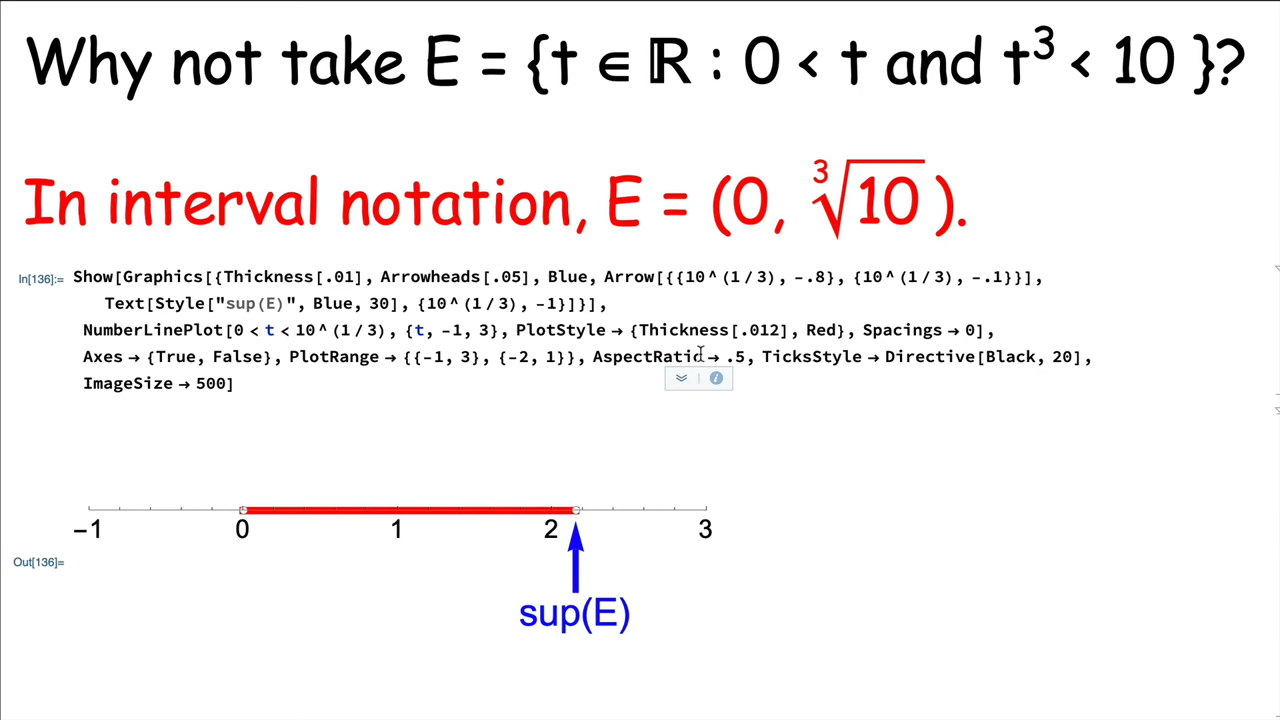 Why not take E = {t ∈ ℝ : 0 < t and t³ < 10 }?
In interval notation, E = (0, ∛10 ).
In[136]:= Show[Graphics[{Thickness[.01], Arrowheads[.05], Blue, Arrow[{{10^(1/3), -.8}, {10^(1/3), -.1}}],
Text[Style["sup(E)", Blue, 30], {10^(1/3), -1}]}],
NumberLinePlot[0 < t < 10^(1/3), {t, -1, 3}, PlotStyle → {Thickness[.012], Red}, Spacings → 0],
Axes → {True, False}, PlotRange → {{-1, 3}, {-2, 1}}, AspectRatio → .5, TicksStyle → Directive[Black, 20],
ImageSize → 500]
-1 0 1 2 3
Out[136]=
sup(E)